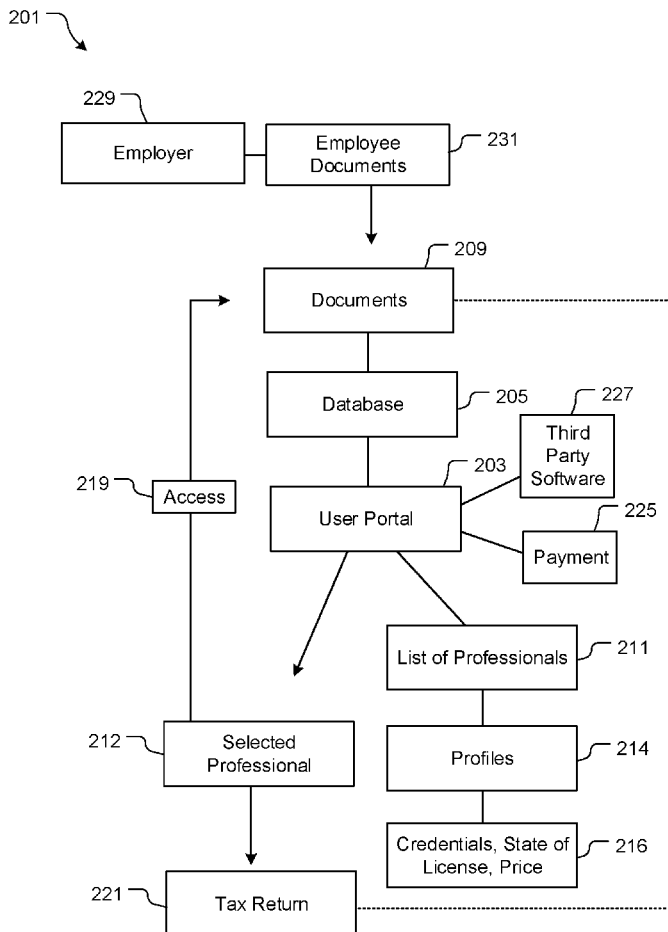 201
229
Employer
Employee
Documents
231
209
Documents
Database
205
227
Third
Party
Software
203
219
Access
User Portal
225
Payment
List of Professionals
211
212
Selected
Professional
Profiles
214
Credentials, State of
License, Price
216
221
Tax Return